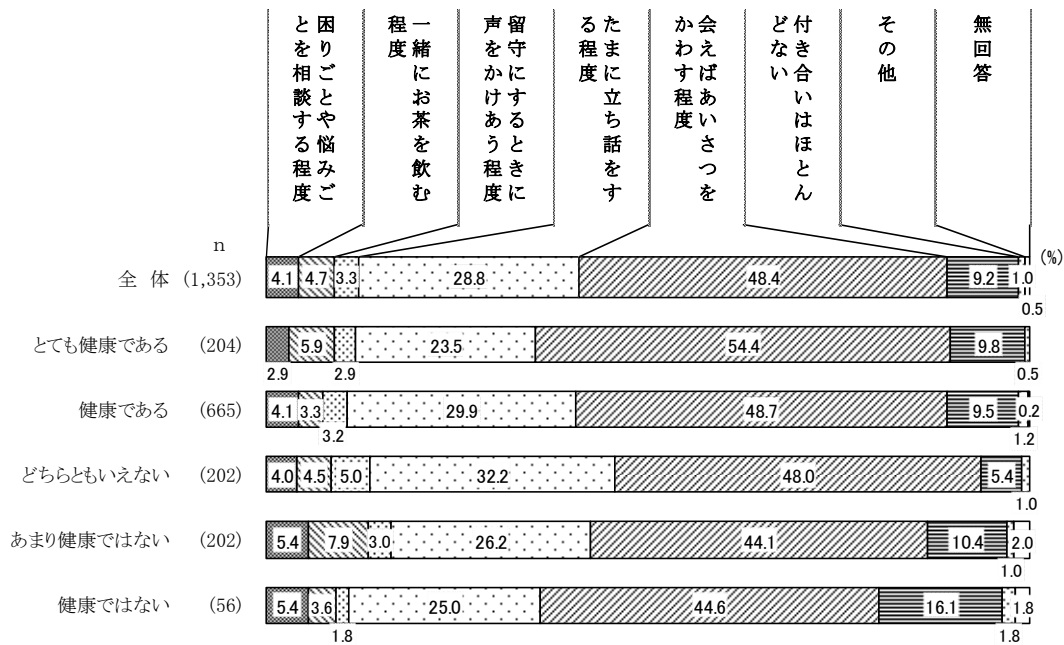 困りごとや悩みご
とを相談する程度
一緒にお茶を飲む
程度
留守にするときに
声をかけあう程度
たまに立ち話をす
る程度
会えばあいさつを
かわす程度
付き合いはほとん
どない
その他
無回答
n
(%)
全 体 (1,353) 4.1 4.7 3.3 28.8 48.4 9.2 1.0
0.5
とても健康である (204) 5.9 23.5 54.4 9.8
2.9 2.9 0.5
健康である (665) 4.1 3.3 29.9 48.7 9.5 0.2
3.2 1.2
どちらともいえない (202) 4.0 4.5 5.0 32.2 48.0 5.4
1.0
あまり健康ではない (202) 5.4 7.9 3.0 26.2 44.1 10.4 2.0
1.0
健康ではない (56) 5.4 3.6 25.0 44.6 16.1 1.8
1.8 1.8